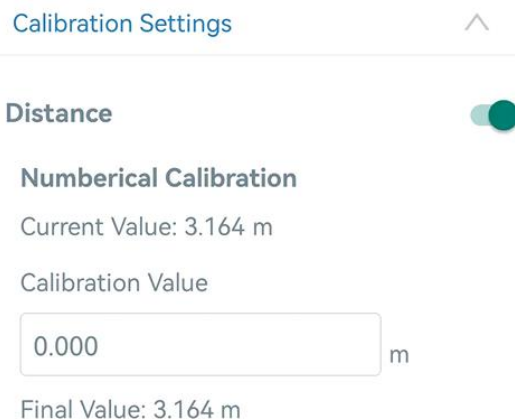 Calibration Settings
Distance
Numberical Calibration
Current Value: 3.164 m
Calibration Value
0.000
m
Final Value: 3.164 m